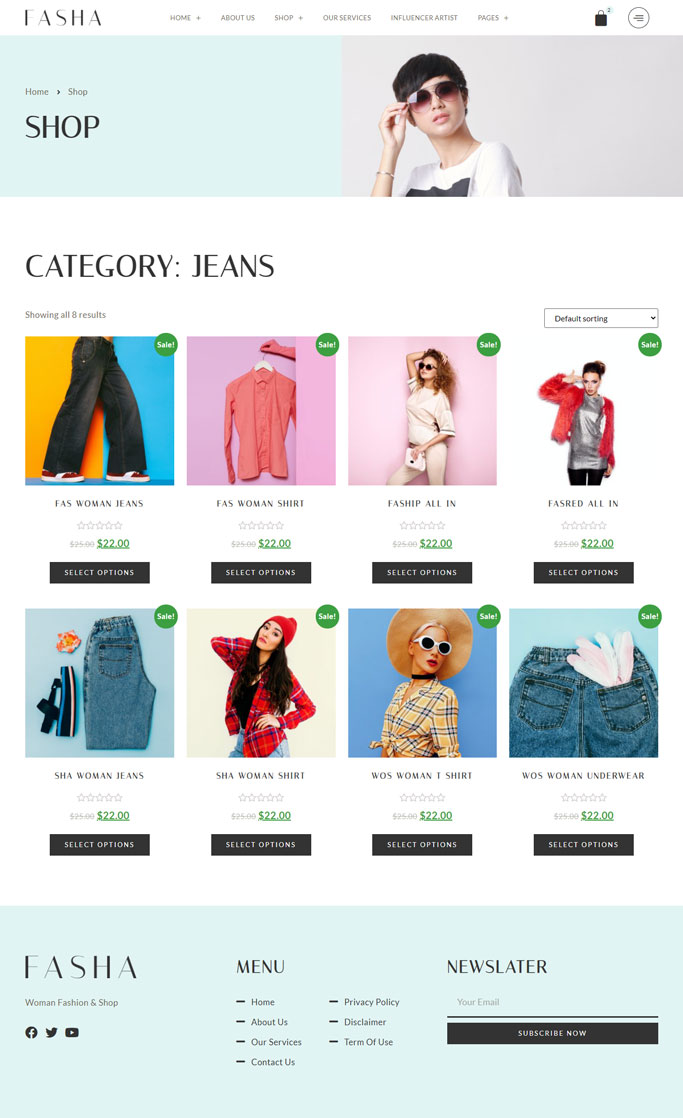 FASHA
HOME + ABOUT US SHOP + OUR SERVICES INFLUENCER ARTIST PAGES + 2
Home > Shop
SHOP
CATEGORY: JEANS
Showing all 8 results
Default sorting
Sale! Sale! Sale! Sale!
FAS WOMAN JEANS FAS WOMAN SHIRT FASHIP ALL IN FASRED ALL IN
$25.00 $22.00 $25.00 $22.00 $25.00 $22.00 $25.00 $22.00
SELECT OPTIONS SELECT OPTIONS SELECT OPTIONS SELECT OPTIONS
Sale! Sale! Sale! Sale!
SHA WOMAN JEANS SHA WOMAN SHIRT WOS WOMAN T SHIRT WOS WOMAN UNDERWEAR
$25.00 $22.00 $25.00 $22.00 $25.00 $22.00 $25.00 $22.00
SELECT OPTIONS SELECT OPTIONS SELECT OPTIONS SELECT OPTIONS
FASHA
Woman Fashion & Shop
MENU
Home
About Us
Our Services
Contact Us
Privacy Policy
Disclaimer
Term Of Use
NEWSLATER
Your Email
SUBSCRIBE NOW